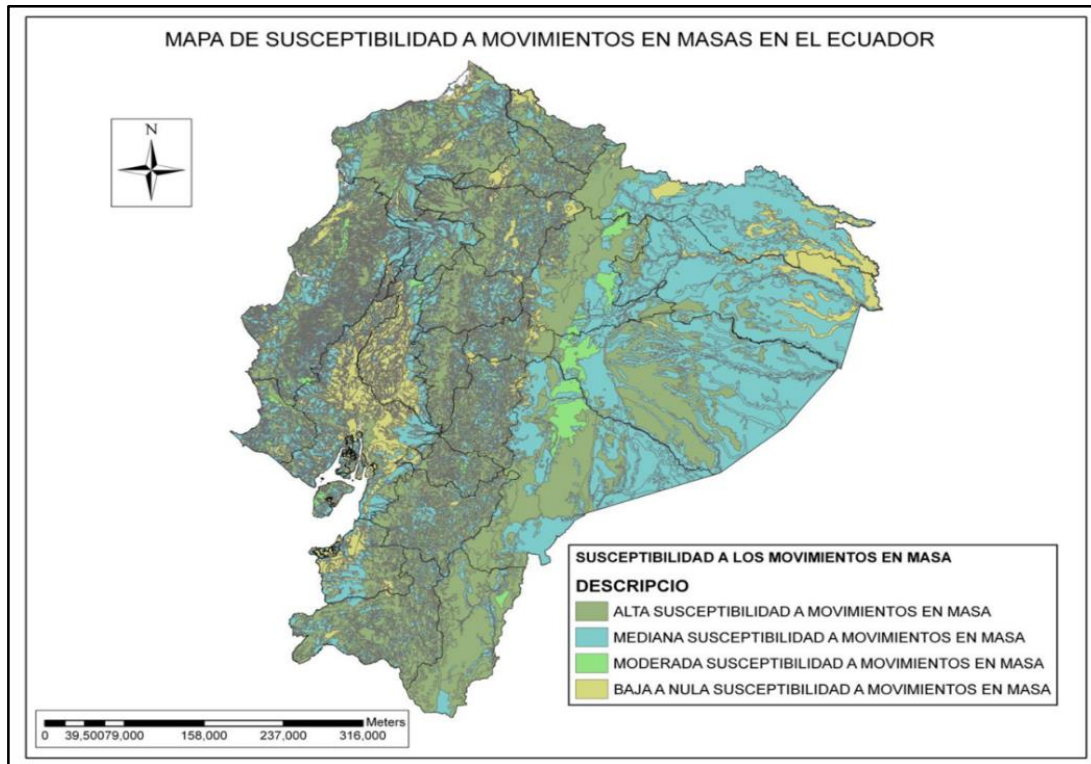 MAPA DE SUSCEPTIBILIDAD A MOVIMIENTOS EN MASAS EN EL ECUADOR
N
SUSCEPTIBILIDAD A LOS MOVIMIENTOS EN MASA
DESCRIPCIO
ALTA SUSCEPTIBILIDAD A MOVIMIENTOS EN MASA
MEDIANA SUSCEPTIBILIDAD A MOVIMIENTOS EN MASA
MODERADA SUSCEPTIBILIDAD A MOVIMIENTOS EN MASA
BAJA A NULA SUSCEPTIBILIDAD A MOVIMIENTOS EN MASA
Meters
0 39,50079,000 158,000 237,000 316,000